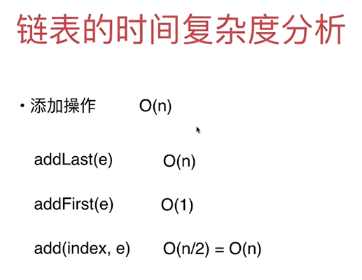 链表的时间复杂度分析
• 添加操作 O(n)
addLast(e) O(n)
addFirst(e) O(1)
add(index, e) O(n/2) = O(n)